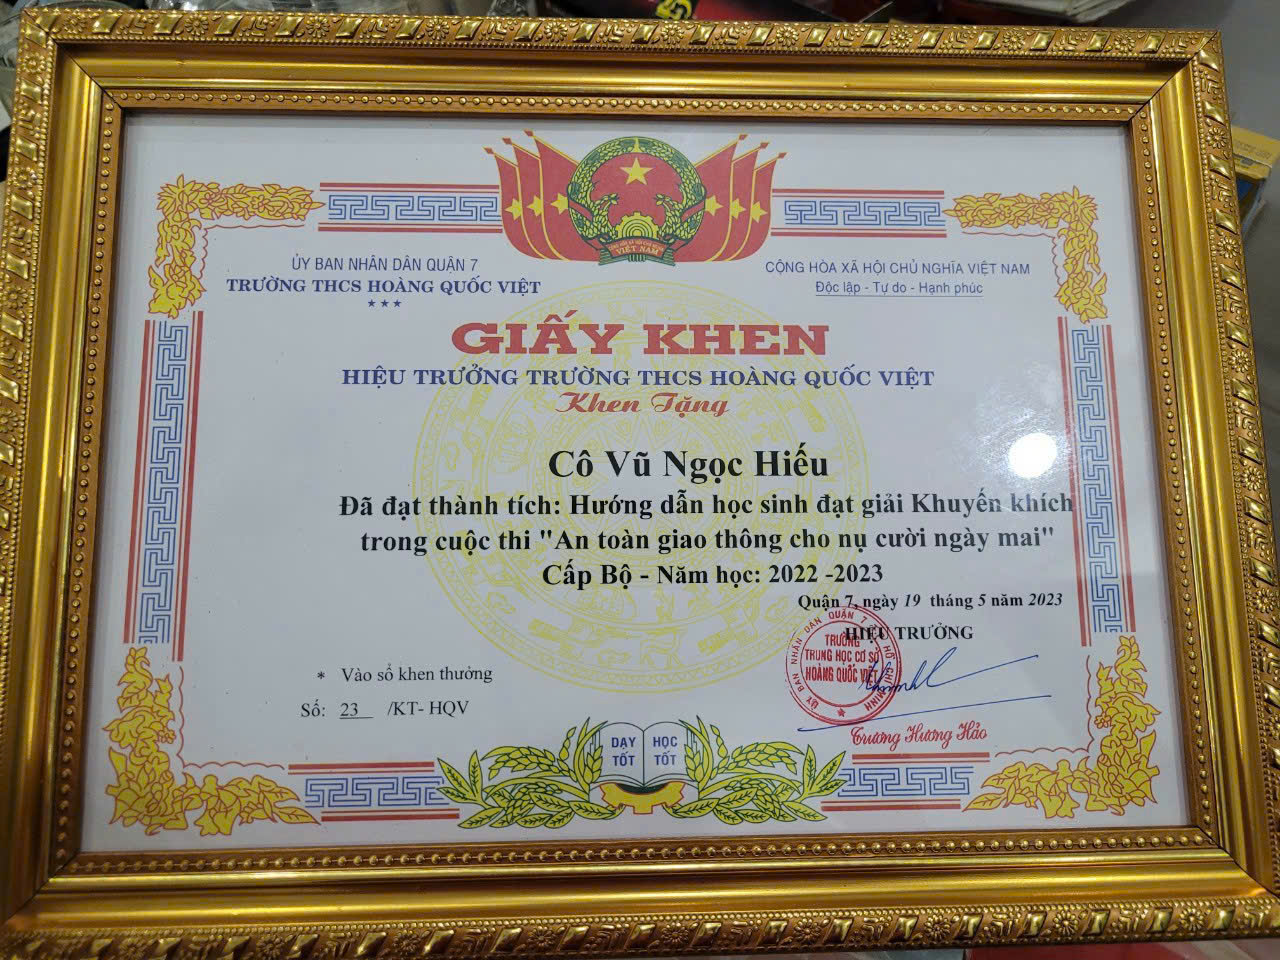 VIỆT NAM
ỦY BAN NHÂN DÂN QUẬN 7
TRƯỜNG THCS HOÀNG QUỐC VIỆT
★★★
CỘNG HÒA XÃ HỘI CHỦ NGHĨA VIỆT NAM
Độc lập - Tự do - Hạnh phúc
GIẤY KHEN
HIỆU TRƯỞNG TRƯỜNG THCS HOÀNG QUỐC VIỆT
Khen Tặng
Cô Vũ Ngọc Hiếu
Đã đạt thành tích: Hướng dẫn học sinh đạt giải Khuyến khích
trong cuộc thi "An toàn giao thông cho nụ cười ngày mai"
Cấp Bộ - Năm học: 2022 -2023
Quận 7, ngày 19 tháng 5 năm 2023
HIỆU TRƯỞNG
ỦY BAN NHÂN DÂN QUẬN 7 HỒ CHÍ MINH
TRƯỜNG
TRUNG HỌC CƠ SỞ
HOÀNG QUỐC VIỆT
Trương Hương Hảo
* Vào sổ khen thưởng
Số: 23 /KT- HQV
DẠY TỐT
HỌC TỐT